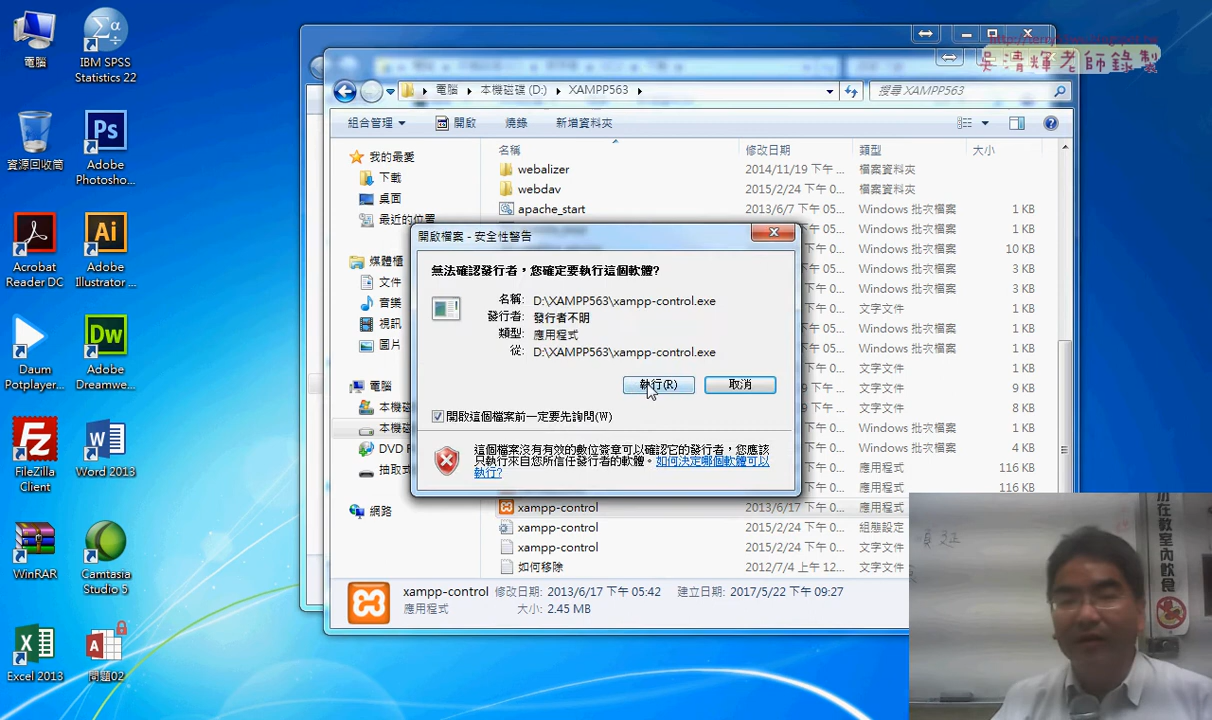 電腦
IBM SPSS
Statistics 22
資源回收筒
Adobe
Photosho...
Acrobat
Reader DC
Adobe
Illustrator ...
Daum
Potplayer...
Adobe
Dreamwe...
FileZilla
Client
Word 2013
WinRAR
Camtasia
Studio 5
Excel 2013
問題02
吳清輝老師錄製
電腦 本機磁碟 (D:) XAMPP563
搜尋 XAMPP563
組合管理 開啟 燒錄 新增資料夾
我的最愛
下載
桌面
最近的位置
媒體櫃
文件
音樂
視訊
圖片
電腦
本機磁
本機磁
DVD F
抽取式
網路
名稱 修改日期 類型 大小
webalizer 2014/11/19 下午 ... 檔案資料夾
webdav 2015/2/24 下午 0... 檔案資料夾
apache_start 2013/6/7 下午 05... Windows 批次檔案 1 KB
Windows 批次檔案 1 KB
Windows 批次檔案 10 KB
Windows 批次檔案 3 KB
Windows 批次檔案 3 KB
文字文件 1 KB
Windows 批次檔案 1 KB
Windows 批次檔案 1 KB
文字文件 9 KB
文字文件 8 KB
Windows 批次檔案 1 KB
Windows 批次檔案 4 KB
應用程式 116 KB
應用程式 116 KB
xampp-control 2013/6/17 下午 0... 應用程式
xampp-control 2015/2/24 下午 0... 組態設定
xampp-control 2015/2/24 下午 0... 文字文件
如何移除 2012/7/4 上午 12... 文字文件
開啟檔案 - 安全性警告
無法確認發行者，您確定要執行這個軟體?
名稱: D:\XAMPP563\xampp-control.exe
發行者: 發行者不明
類型: 應用程式
從: D:\XAMPP563\xampp-control.exe
執行(R) 取消
開啟這個檔案前一定要先詢問(W)
這個檔案沒有有效的數位簽章可以確認它的發行者，您應該
只執行來自您所信任發行者的軟體。如何決定哪個軟體可以
執行?
xampp-control 修改日期: 2013/6/17 下午 05:42 建立日期: 2017/5/22 下午 09:27
應用程式 大小: 2.45 MB
勿在教室內飲食